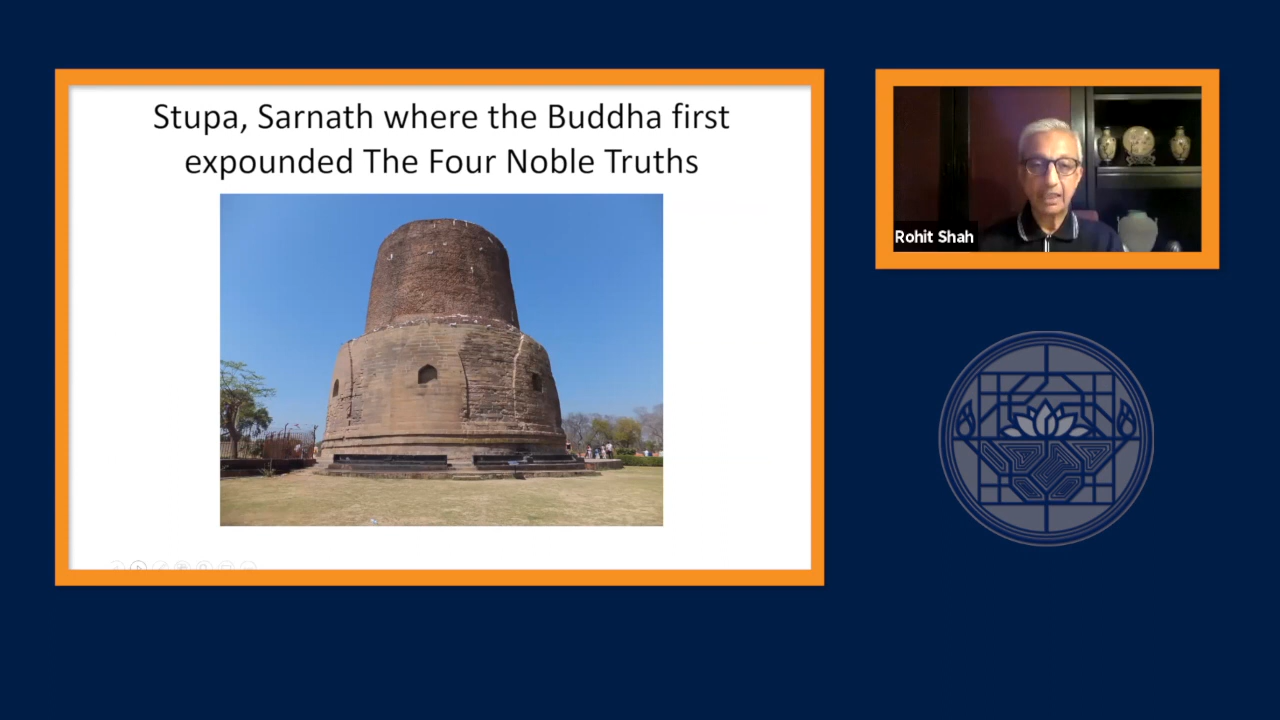 Stupa, Sarnath where the Buddha first
expounded The Four Noble Truths
Rohit Shah